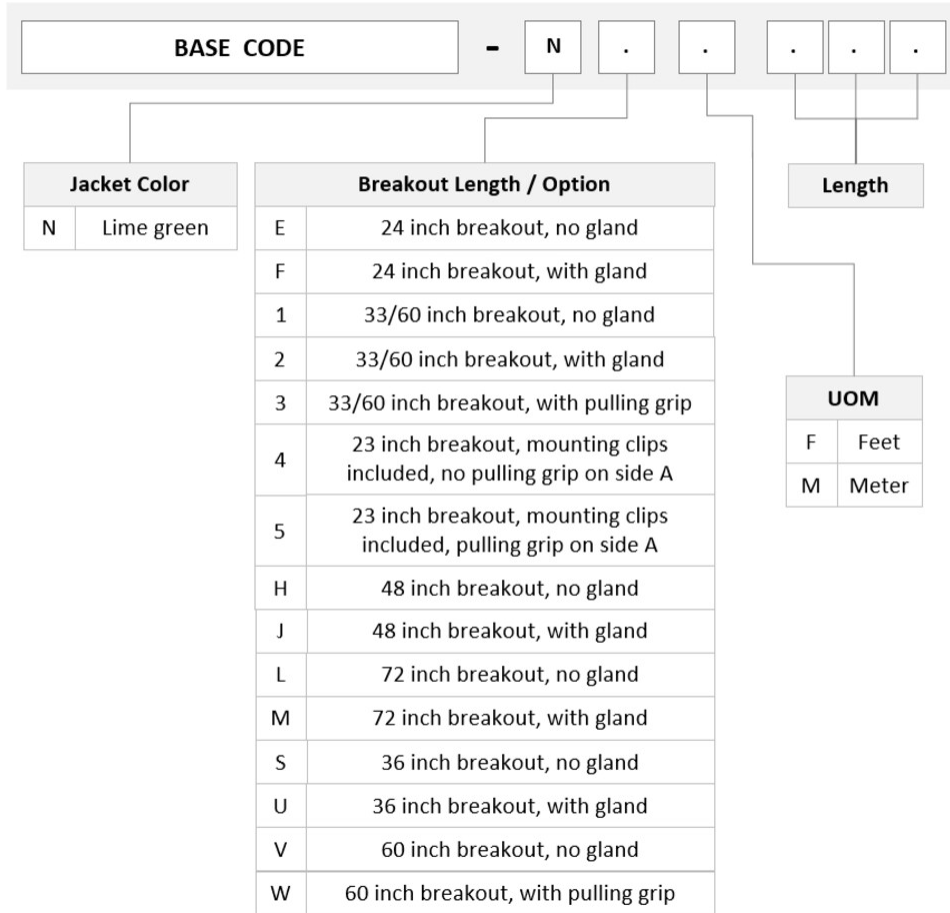 BASE CODE - N . . . . .
Jacket Color
N Lime green
Breakout Length / Option
E 24 inch breakout, no gland
F 24 inch breakout, with gland
1 33/60 inch breakout, no gland
2 33/60 inch breakout, with gland
3 33/60 inch breakout, with pulling grip
4 23 inch breakout, mounting clips
included, no pulling grip on side A
5 23 inch breakout, mounting clips
included, pulling grip on side A
H 48 inch breakout, no gland
J 48 inch breakout, with gland
L 72 inch breakout, no gland
M 72 inch breakout, with gland
S 36 inch breakout, no gland
U 36 inch breakout, with gland
V 60 inch breakout, no gland
W 60 inch breakout, with pulling grip
Length
UOM
F Feet
M Meter